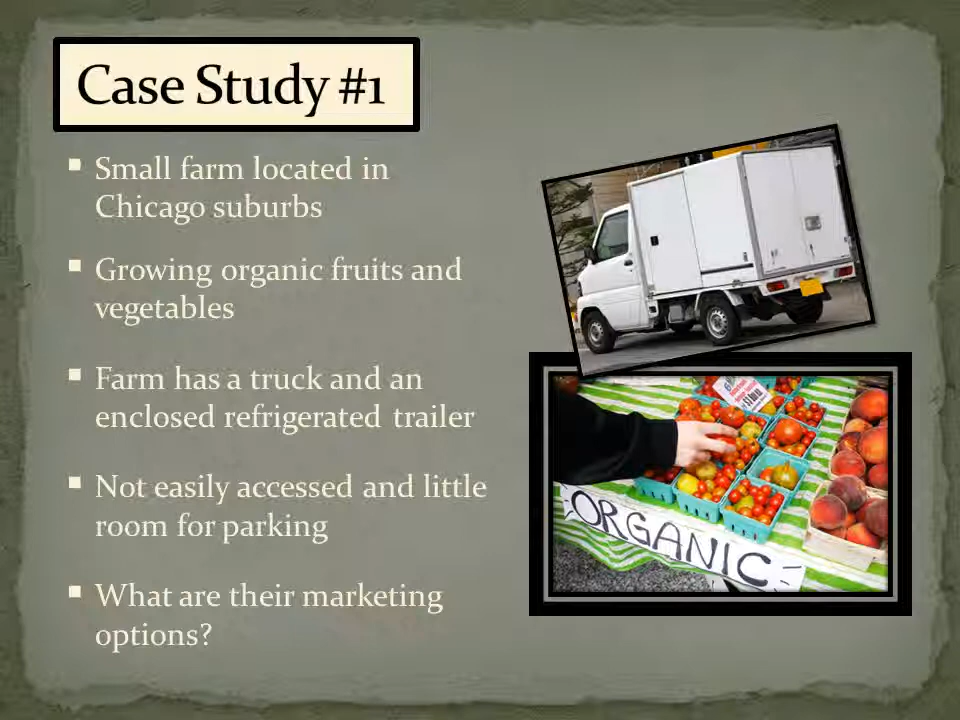 Case Study #1
Small farm located in
Chicago suburbs
Growing organic fruits and
vegetables
Farm has a truck and an
enclosed refrigerated trailer
Not easily accessed and little
room for parking
What are their marketing
options?
ORGANIC